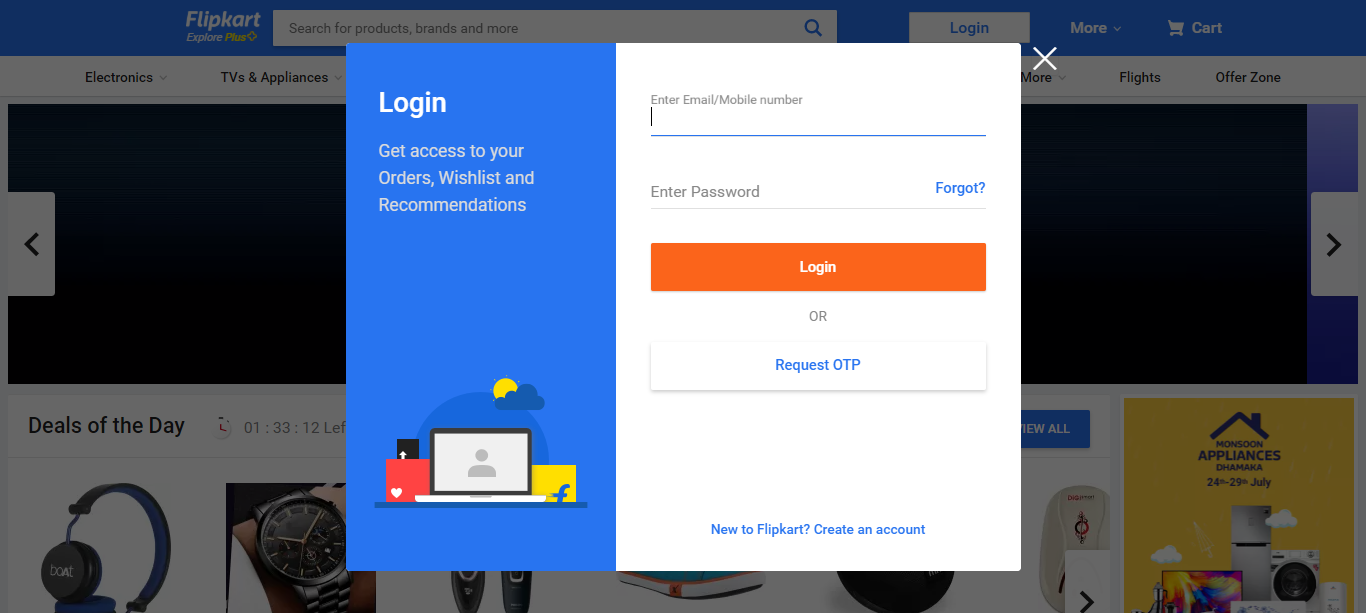 Flipkart
Explore Plus
Search for products, brands and more
Login
More
Cart
Electronics
TVs & Appliances
More
Flights
Offer Zone
Login
Get access to your
Orders, Wishlist and
Recommendations
Enter Email/Mobile number
Enter Password
Forgot?
Login
OR
Request OTP
New to Flipkart? Create an account
Deals of the Day
01 : 33 : 12 Lef
VIEW ALL
boAt
MONSOON
APPLIANCES
DHAMAKA
24th-29th July